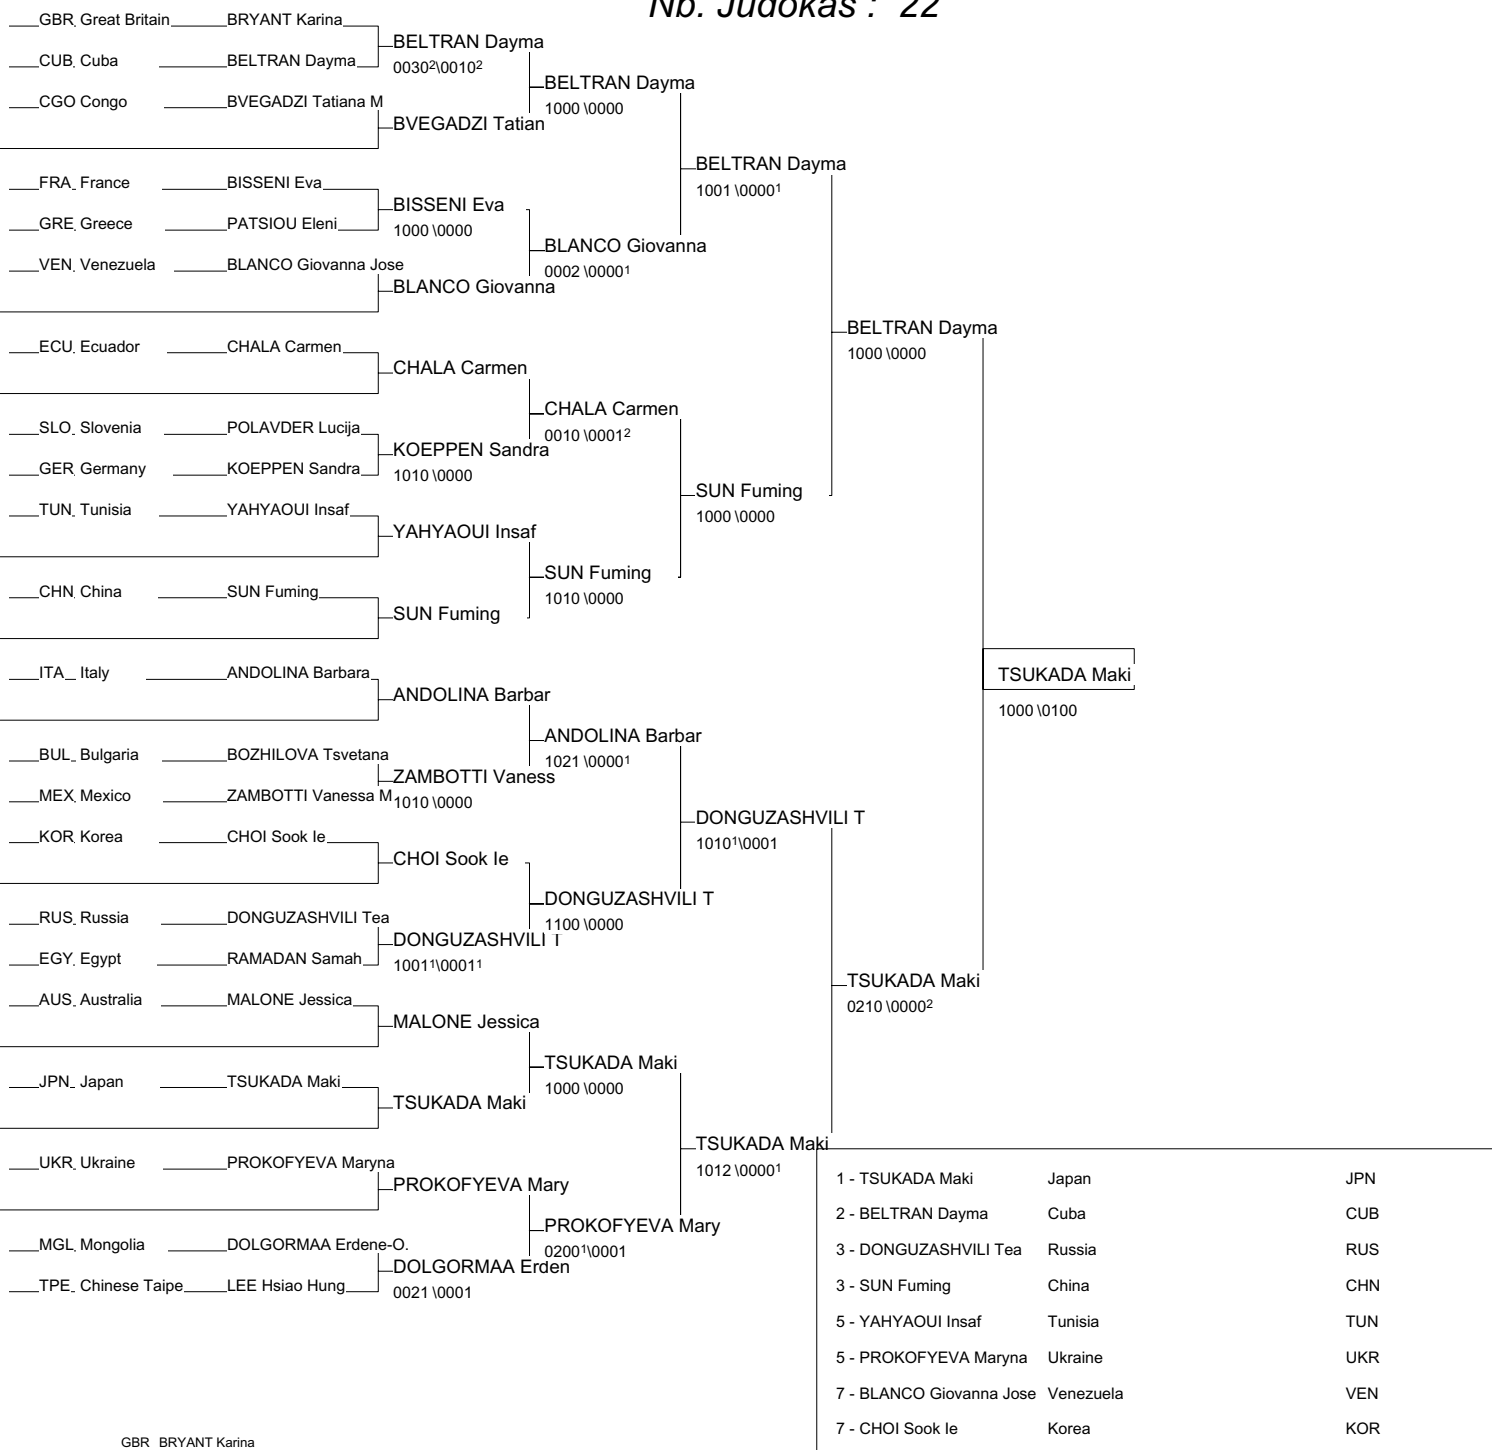 Nb. Judokas : 22
GBR Great Britain BRYANT Karina
BELTRAN Dayma
CUB Cuba BELTRAN Dayma
0030²\0010²
BELTRAN Dayma
CGO Congo BVEGADZI Tatiana M
1000 \0000
BVEGADZI Tatian
BELTRAN Dayma
FRA France BISSENI Eva
1001 \0000¹
BISSENI Eva
GRE Greece PATSIOU Eleni
1000 \0000
BLANCO Giovanna
VEN Venezuela BLANCO Giovanna Jose
0002 \0000¹
BLANCO Giovanna
BELTRAN Dayma
ECU Ecuador CHALA Carmen
1000 \0000
CHALA Carmen
CHALA Carmen
SLO Slovenia POLAVDER Lucija
0010 \0001²
KOEPPEN Sandra
GER Germany KOEPPEN Sandra
1010 \0000
SUN Fuming
TUN Tunisia YAHYAOUI Insaf
1000 \0000
YAHYAOUI Insaf
SUN Fuming
CHN China SUN Fuming
1010 \0000
SUN Fuming
ITA Italy ANDOLINA Barbara
TSUKADA Maki
ANDOLINA Barbar
1000 \0100
ANDOLINA Barbar
BUL Bulgaria BOZHILOVA Tsvetana
1021 \0000¹
ZAMBOTTI Vaness
MEX Mexico ZAMBOTTI Vanessa M
1010 \0000
DONGUZASHVILI T
KOR Korea CHOI Sook Ie
1010¹\0001
CHOI Sook Ie
DONGUZASHVILI T
RUS Russia DONGUZASHVILI Tea
1100 \0000
DONGUZASHVILI T
EGY Egypt RAMADAN Samah
1001¹\0001¹
TSUKADA Maki
AUS Australia MALONE Jessica
0210 \0000²
MALONE Jessica
TSUKADA Maki
JPN Japan TSUKADA Maki
1000 \0000
TSUKADA Maki
TSUKADA Maki
UKR Ukraine PROKOFYEVA Maryna
1012 \0000¹
PROKOFYEVA Mary
PROKOFYEVA Mary
MGL Mongolia DOLGORMAA Erdene-O.
0200¹\0001
DOLGORMAA Erden
TPE Chinese Taipe LEE Hsiao Hung
0021 \0001
1 - TSUKADA Maki Japan JPN
2 - BELTRAN Dayma Cuba CUB
3 - DONGUZASHVILI Tea Russia RUS
3 - SUN Fuming China CHN
5 - YAHYAOUI Insaf Tunisia TUN
5 - PROKOFYEVA Maryna Ukraine UKR
7 - BLANCO Giovanna Jose Venezuela VEN
7 - CHOI Sook Ie Korea KOR
GBR BRYANT Karina